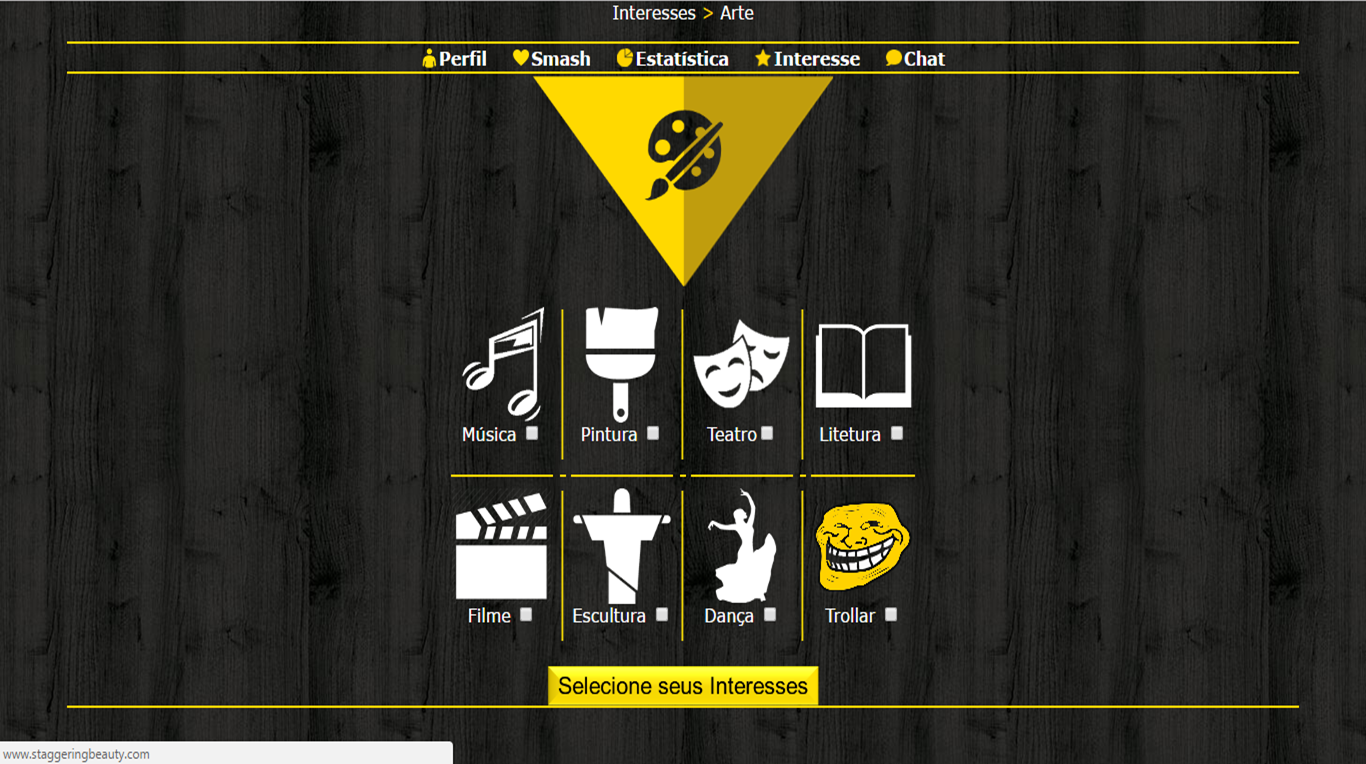 Interesses > Arte
Perfil Smash Estatística Interesse Chat
Música Pintura Teatro Litetura
Filme Escultura Dança Trollar
Selecione seus Interesses
www.staggeringbeauty.com